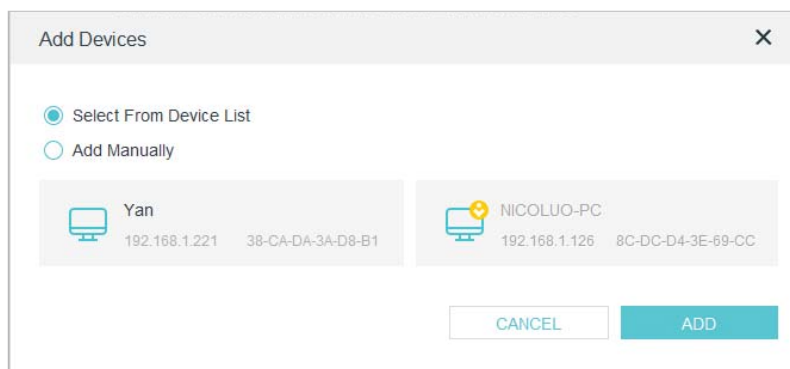 Add Devices
Select From Device List
Add Manually
Yan
192.168.1.221 38-CA-DA-3A-D8-B1
NICOLUO-PC
192.168.1.126 8C-DC-D4-3E-69-CC
CANCEL ADD